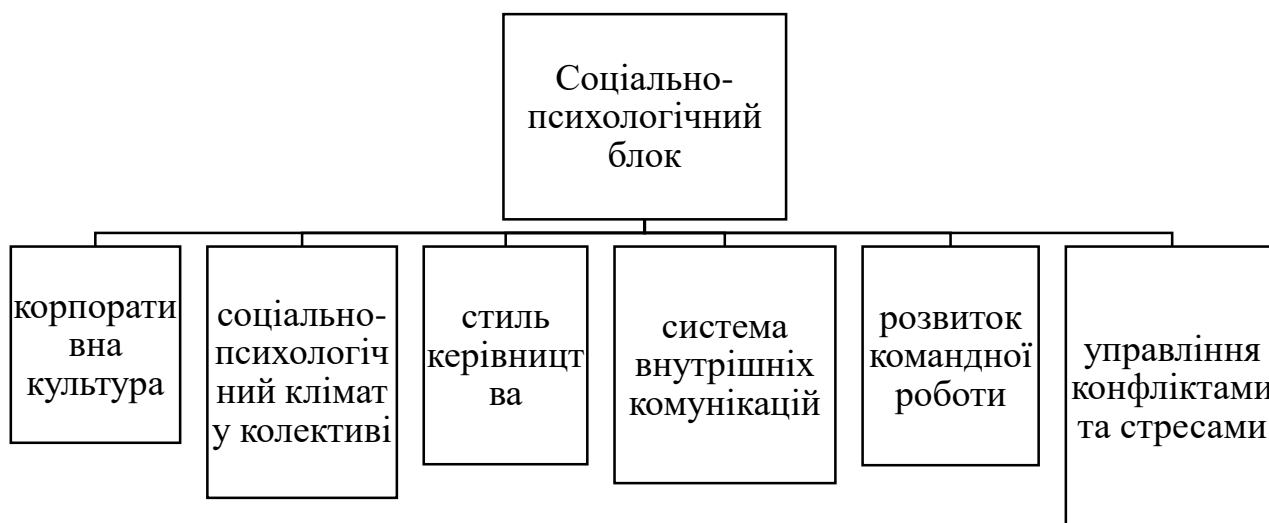 Соціально-
психологічний
блок
корпорати
вна
культура
соціально-
психологіч
ний клімат
у колективі
стиль
керівницт
ва
система
внутрішніх
комунікацій
розвиток
командної
роботи
управління
конфліктами
та стресами